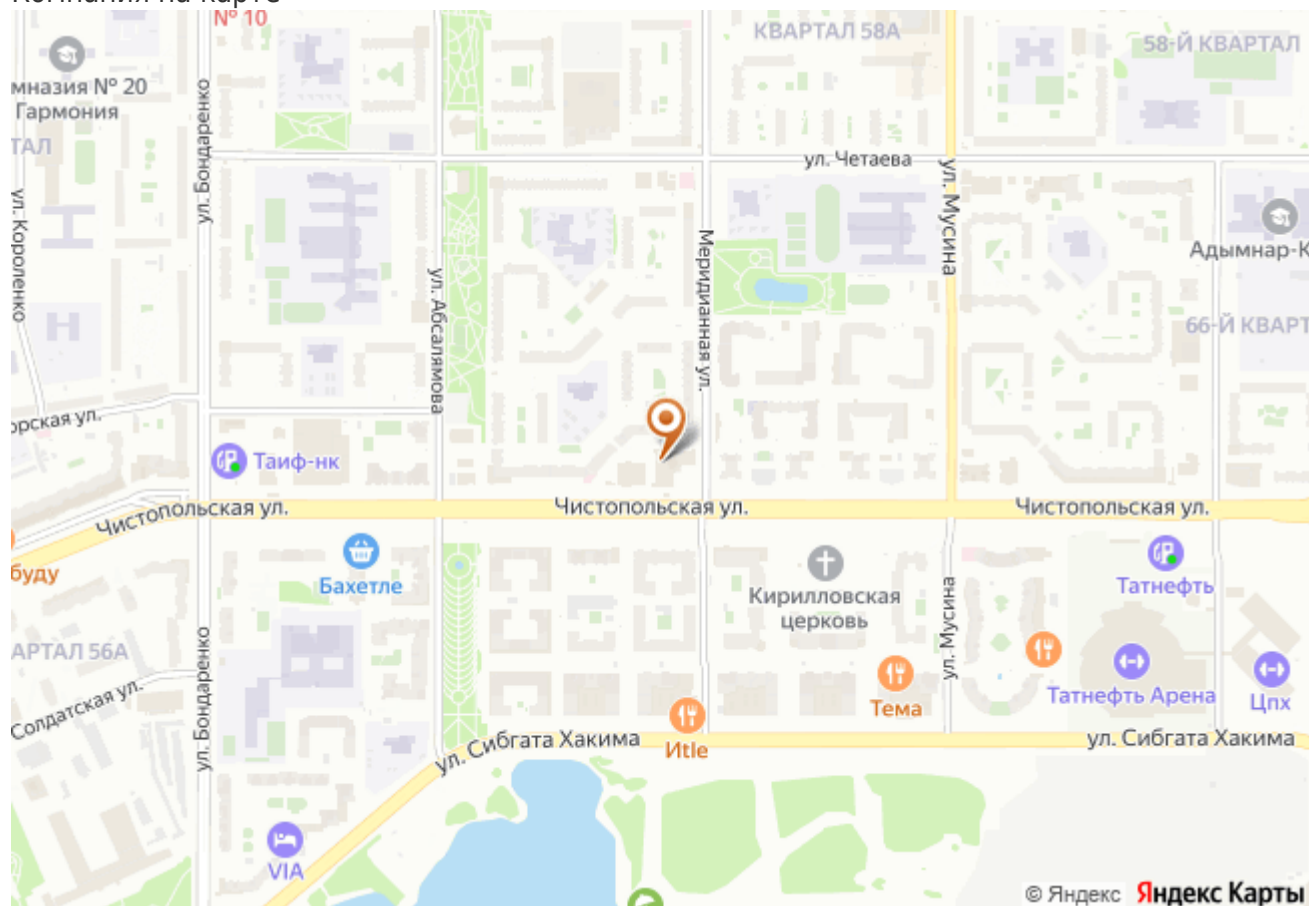 № 10
КВАРТАЛ 58А
58-Й КВАРТАЛ
мназия № 20
Гармония
ТАЛ
ул. Бондаренко
ул. Четаева
ул. Мусина
ул. Короленко
Адымнар-К
Меридианная ул.
ул. Абсалямова
66-Й КВАРТ
орская ул.
Таиф-нк
Чистопольская ул.
Чистопольская ул.
Чистопольская ул.
буду
Бахетле
Кирилловская
церковь
Татнефть
ул. Мусина
АРТАЛ 56А
ул. Бондаренко
Солдатская ул.
Тема
Татнефть Арена
Цпх
Иtle
ул. Сибгата Хакима
ул. Сибгата Хакима
VIA
© Яндекс Яндекс Карты